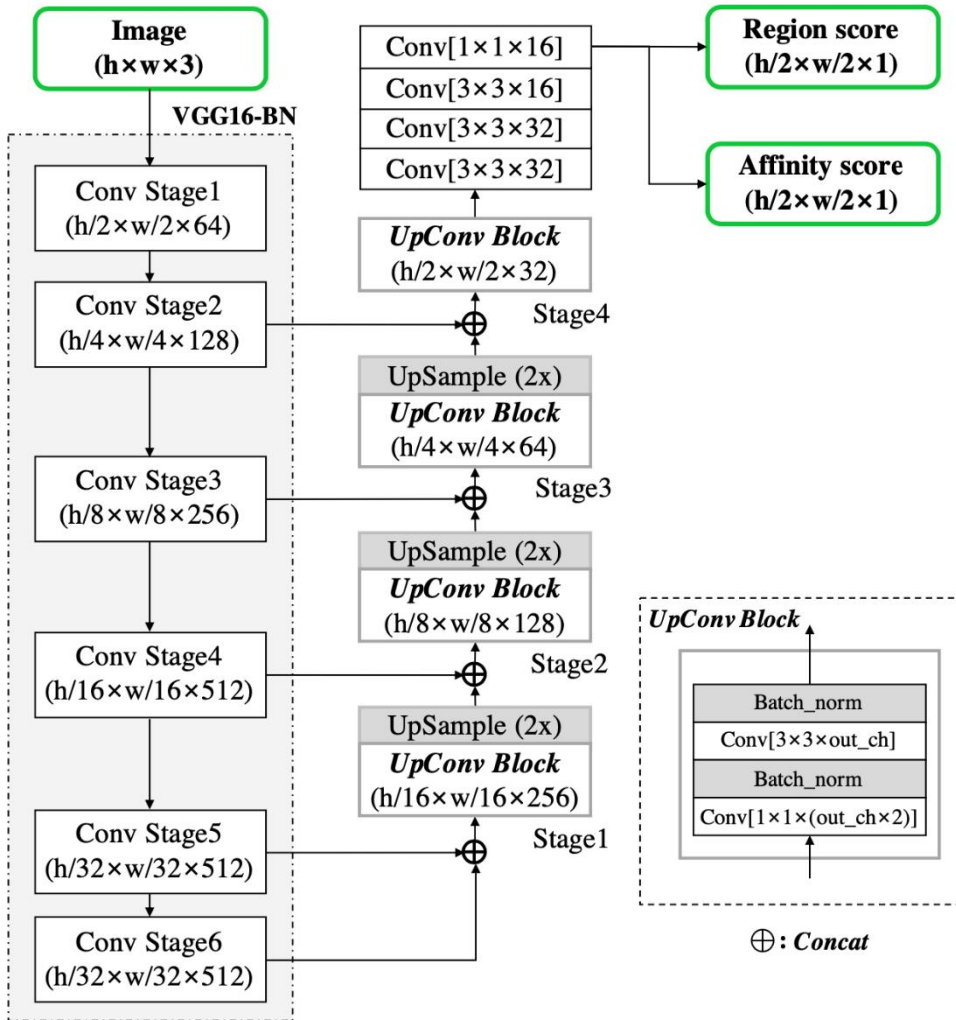 Image
(h×w×3)
VGG16-BN
Conv Stage1
(h/2×w/2×64)
Conv Stage2
(h/4×w/4×128)
Conv Stage3
(h/8×w/8×256)
Conv Stage4
(h/16×w/16×512)
Conv Stage5
(h/32×w/32×512)
Conv Stage6
(h/32×w/32×512)
Conv[1×1×16]
Conv[3×3×16]
Conv[3×3×32]
Conv[3×3×32]
UpConv Block
(h/2×w/2×32)
Stage4
UpSample (2x)
UpConv Block
(h/4×w/4×64)
Stage3
UpSample (2x)
UpConv Block
(h/8×w/8×128)
Stage2
UpSample (2x)
UpConv Block
(h/16×w/16×256)
Stage1
Region score
(h/2×w/2×1)
Affinity score
(h/2×w/2×1)
UpConv Block
Batch_norm
Conv[3×3×out_ch]
Batch_norm
Conv[1×1×(out_ch×2)]
⊕: Concat